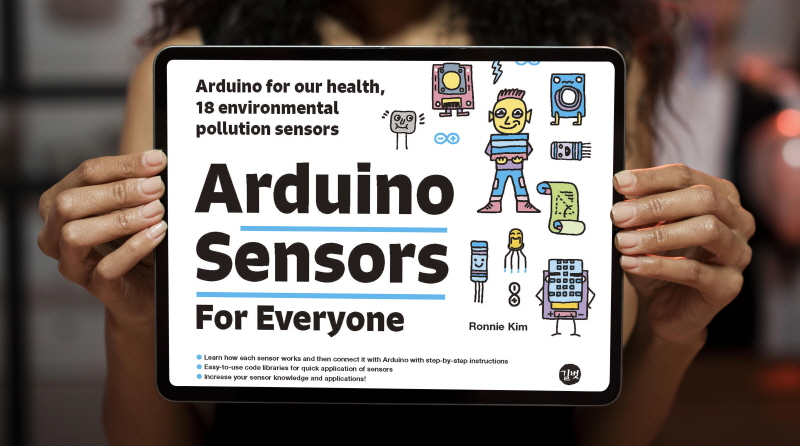 Arduino for our health,
18 environmental
pollution sensors
Arduino
Sensors
For Everyone
Ronnie Kim
Learn how each sensor works and then connect it with Arduino with step-by-step instructions
Easy-to-use code libraries for quick application of sensors
Increase your sensor knowledge and applications!
길벗